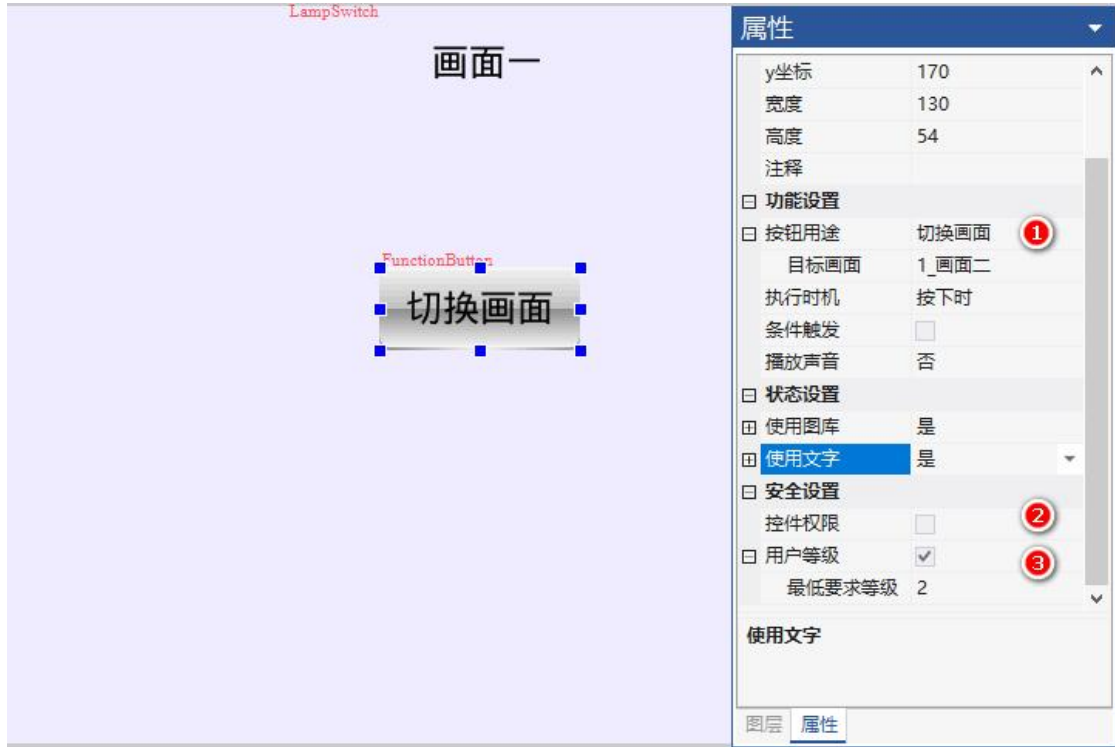 LampSwitch
画面一
FunctionButton
切换画面
属性
y坐标 170
宽度 130
高度 54
注释
功能设置
按钮用途 切换画面 1
目标画面 1_画面二
执行时机 按下时
条件触发
播放声音 否
状态设置
使用图库 是
使用文字 是
安全设置
控件权限 2
用户等级 3
最低要求等级 2
使用文字
图层 属性